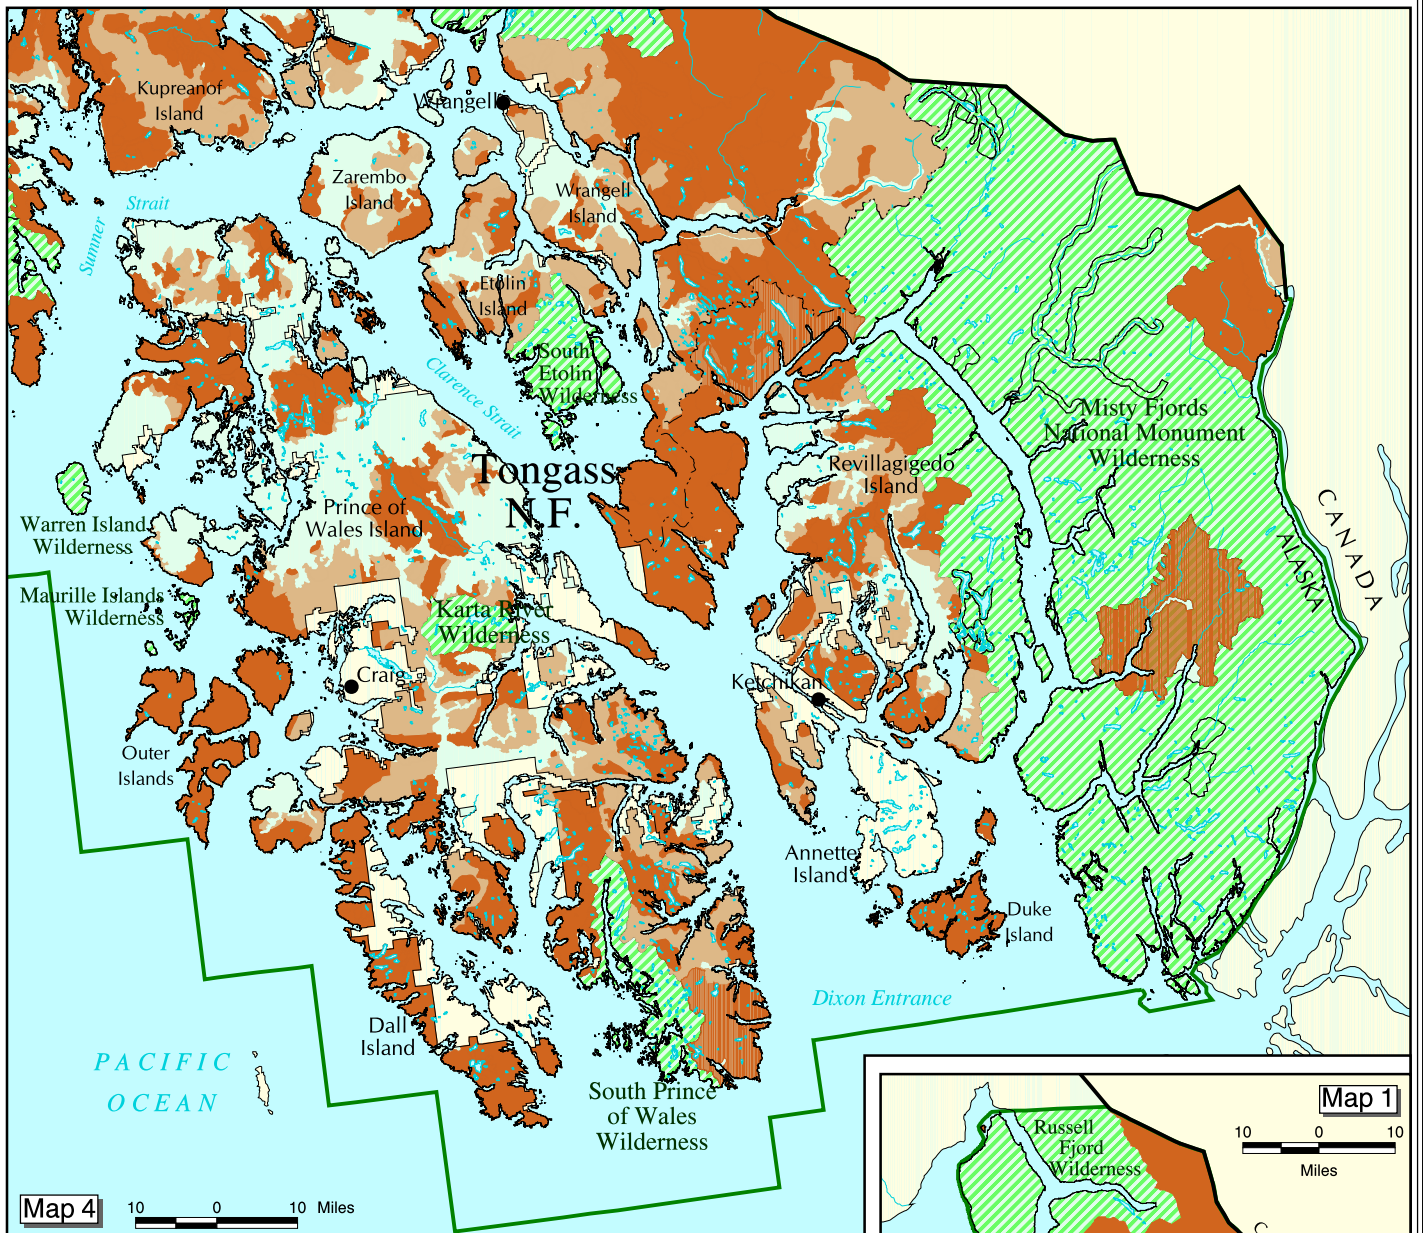 Kupreanof
Island
Wrangell
Zarembo
Island
Wrangell
Island
Sumner
Strait
Etolin
Island
South
Etolin
Wilderness
Clarence Strait
Misty Fjords
National Monument
Wilderness
Tongass
N.F.
Revillagigedo
Island
Prince of
Wales Island
Warren Island
Wilderness
CANADA
ALASKA
Maurille Islands
Wilderness
Karta River
Wilderness
Craig
Ketchikan
Outer
Islands
Annette
Island
Duke
Island
Dixon Entrance
Dall
Island
PACIFIC
OCEAN
South Prince
of Wales
Wilderness
Map 1
10 0 10
Miles
Russell
Fjord
Wilderness
C
Map 4
10 0 10 Miles